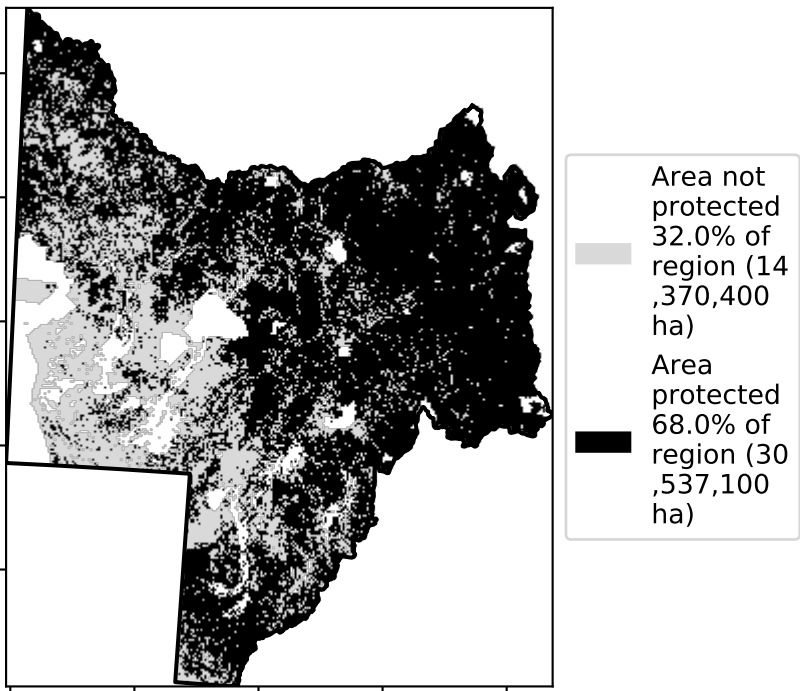 Area not
protected
32.0% of
region (14
,370,400
ha)
Area
protected
68.0% of
region (30
,537,100
ha)